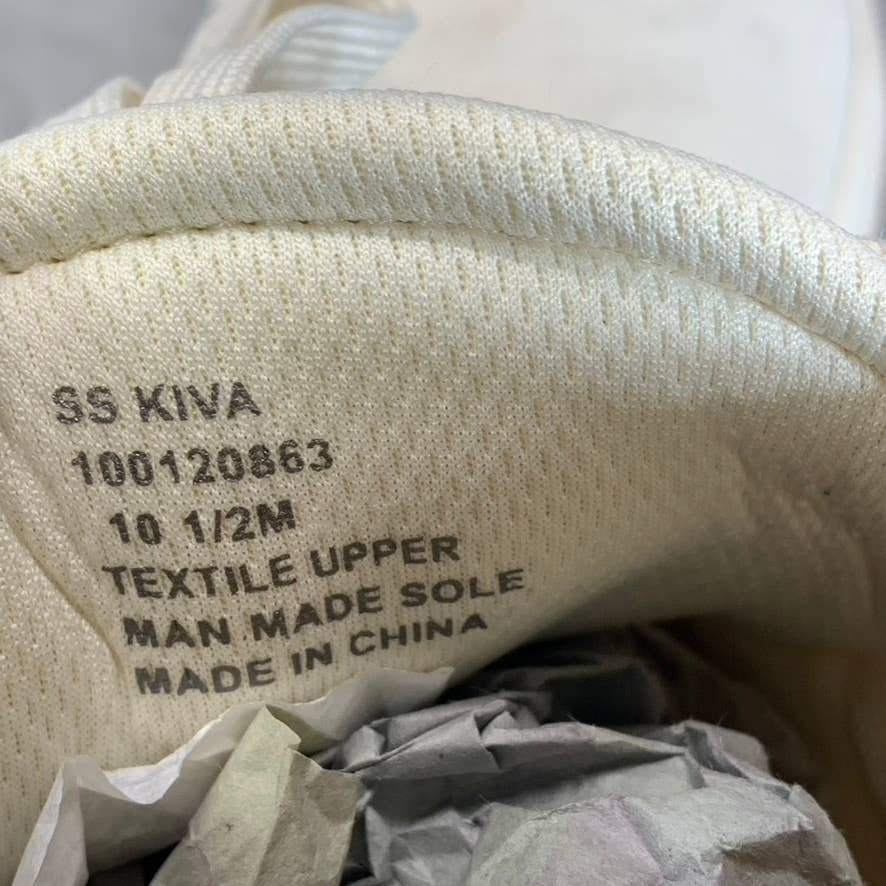 SS KIVA
100120863
10 1/2M
TEXTILE UPPER
MAN MADE SOLE
MADE IN CHINA